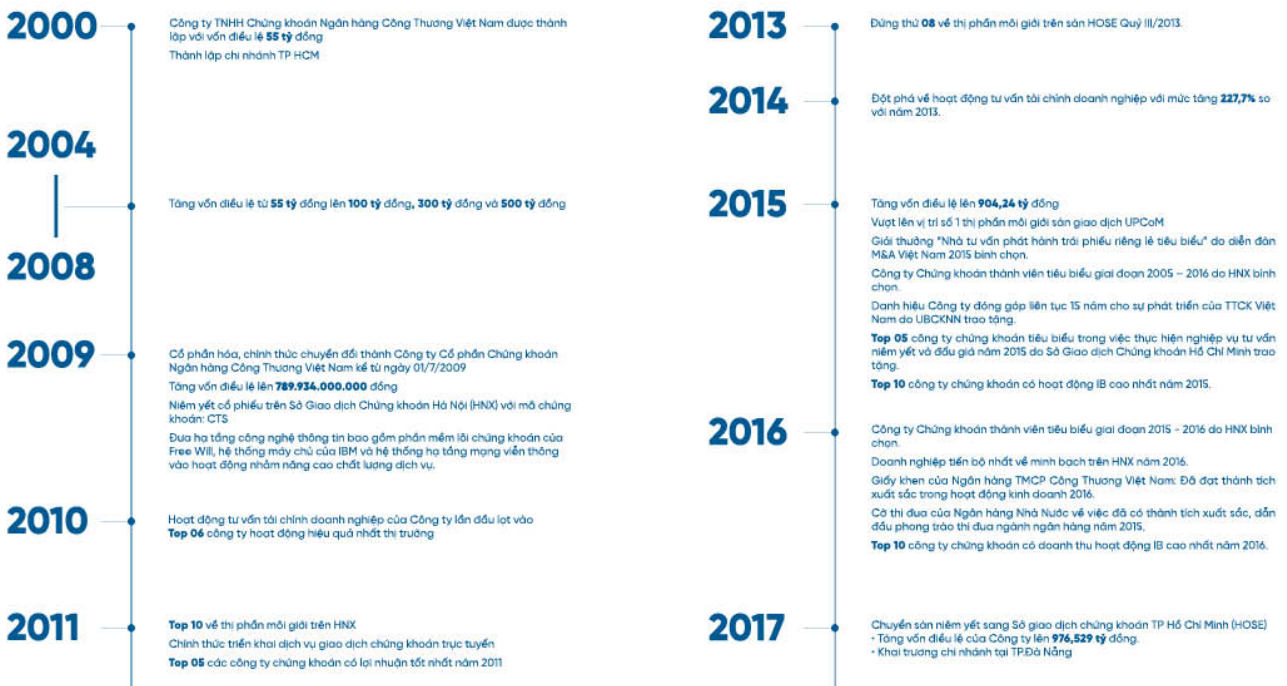 2000
Công ty TNHH Chứng khoán Ngân hàng Công Thương Việt Nam được thành
lập với vốn điều lệ 55 tỷ đồng
Thành lập chi nhánh TP HCM
2004
2008
Tăng vốn điều lệ từ 55 tỷ đồng lên 100 tỷ đồng, 300 tỷ đồng và 500 tỷ đồng
2009
Cổ phần hóa, chính thức chuyển đổi thành Công ty Cổ phần Chứng khoán
Ngân hàng Công Thương Việt Nam kể từ ngày 01/7/2009
Tăng vốn điều lệ lên 789.934.000.000 đồng
Niêm yết cổ phiếu trên Sở Giao dịch Chứng khoán Hà Nội (HNX) với mã chứng
khoán: CTS
Đưa hạ tầng công nghệ thông tin bao gồm phần mềm lõi chứng khoán của
Free Will, hệ thống máy chủ của IBM và hệ thống hạ tầng mạng viễn thông
vào hoạt động nhằm nâng cao chất lượng dịch vụ.
2010
Hoạt động tư vấn tài chính doanh nghiệp của Công ty lần đầu lọt vào
Top 06 công ty hoạt động hiệu quả nhất thị trường
2011
Top 10 về thị phần môi giới trên HNX
Chính thức triển khai dịch vụ giao dịch chứng khoán trực tuyến
Top 05 các công ty chứng khoán có lợi nhuận tốt nhất năm 2011
2013
Đứng thứ 08 về thị phần môi giới trên sàn HOSE Quý III/2013.
2014
Đột phá về hoạt động tư vấn tài chính doanh nghiệp với mức tăng 227,7% so
với năm 2013.
2015
Tăng vốn điều lệ lên 904,24 tỷ đồng
Vượt lên vị trí số 1 thị phần môi giới sàn giao dịch UPCoM
Giải thưởng "Nhà tư vấn phát hành trái phiếu riêng lẻ tiêu biểu" do diễn đàn
M&A Việt Nam 2015 bình chọn.
Công ty Chứng khoán thành viên tiêu biểu giai đoạn 2005 – 2016 do HNX bình
chọn.
Danh hiệu Công ty đóng góp liên tục 15 năm cho sự phát triển của TTCK Việt
Nam do UBCKNN trao tặng.
Top 05 công ty chứng khoán tiêu biểu trong việc thực hiện nghiệp vụ tư vấn
niêm yết và đấu giá năm 2015 do Sở Giao dịch Chứng khoán Hồ Chí Minh trao
tặng.
Top 10 công ty chứng khoán có hoạt động IB cao nhất năm 2015.
2016
Công ty Chứng khoán thành viên tiêu biểu giai đoạn 2015 - 2016 do HNX bình
chọn.
Doanh nghiệp tiến bộ nhất về minh bạch trên HNX năm 2016.
Giấy khen của Ngân hàng TMCP Công Thương Việt Nam: Đã đạt thành tích
xuất sắc trong hoạt động kinh doanh 2016.
Cờ thi đua của Ngân hàng Nhà Nước về việc đã có thành tích xuất sắc, dẫn
đầu phong trào thi đua ngành ngân hàng năm 2015.
Top 10 công ty chứng khoán có doanh thu hoạt động IB cao nhất năm 2016.
2017
Chuyển sàn niêm yết sang Sở giao dịch chứng khoán TP Hồ Chí Minh (HOSE)
- Tăng vốn điều lệ của Công ty lên 976,529 tỷ đồng.
- Khai trương chi nhánh tại TP.Đà Nẵng